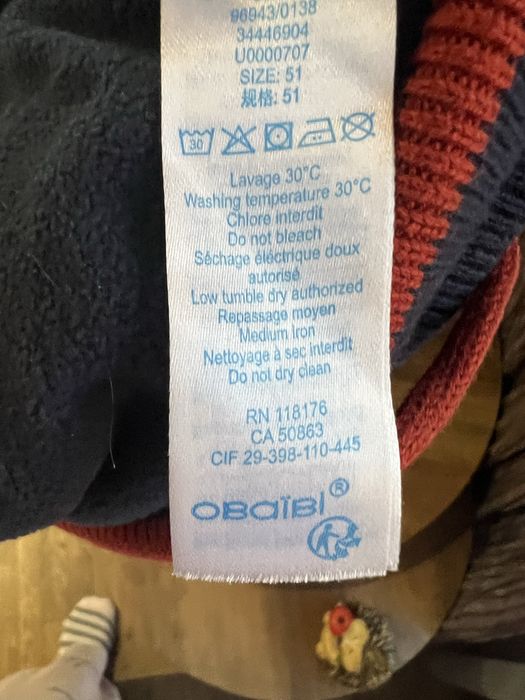 96943/0138
34446904
U0000707
SIZE: 51
规格: 51
30
Lavage 30°C
Washing temperature 30°C
Chlore interdit
Do not bleach
Séchage éléctrique doux
autorisé
Low tumble dry authorized
Repassage moyen
Medium Iron
Nettoyage à sec interdit
Do not dry clean
RN 118176
CA 50863
CIF 29-398-110-445
OBaïBI®